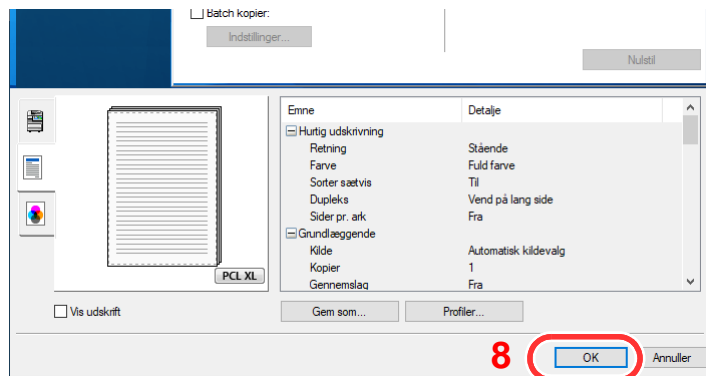 Batch kopier:
Indstillinger...
Nulstil
Emne Detalje
Hurtig udskrivning
Retning Stående
Farve Fuld farve
Sorter sætvis Til
Dupleks Vend på lang side
Sider pr. ark Fra
Grundlæggende
Kilde Automatisk kildevalg
Kopier 1
Gennemslag Fra
PCL XL
Vis udskrift
Gem som... Profiler...
8 OK Annuller